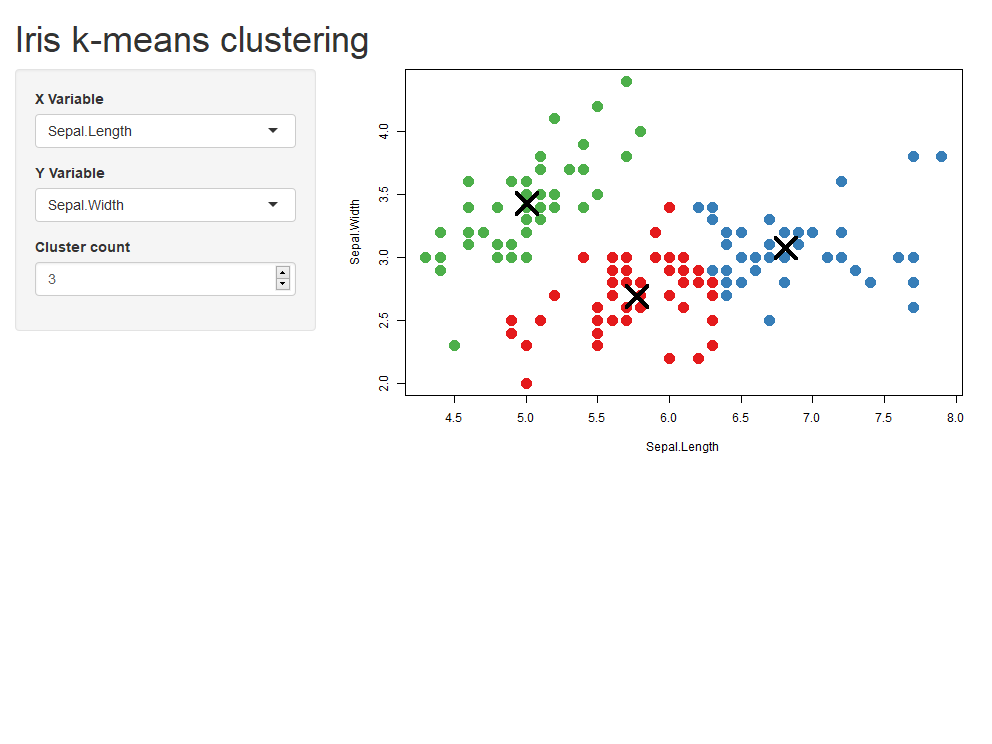 Iris k-means clustering
X Variable
Sepal.Length
Y Variable
Sepal.Width
Cluster count
3
Sepal.Width
4.0
3.5
3.0
2.5
2.0
4.5 5.0 5.5 6.0 6.5 7.0 7.5 8.0
Sepal.Length